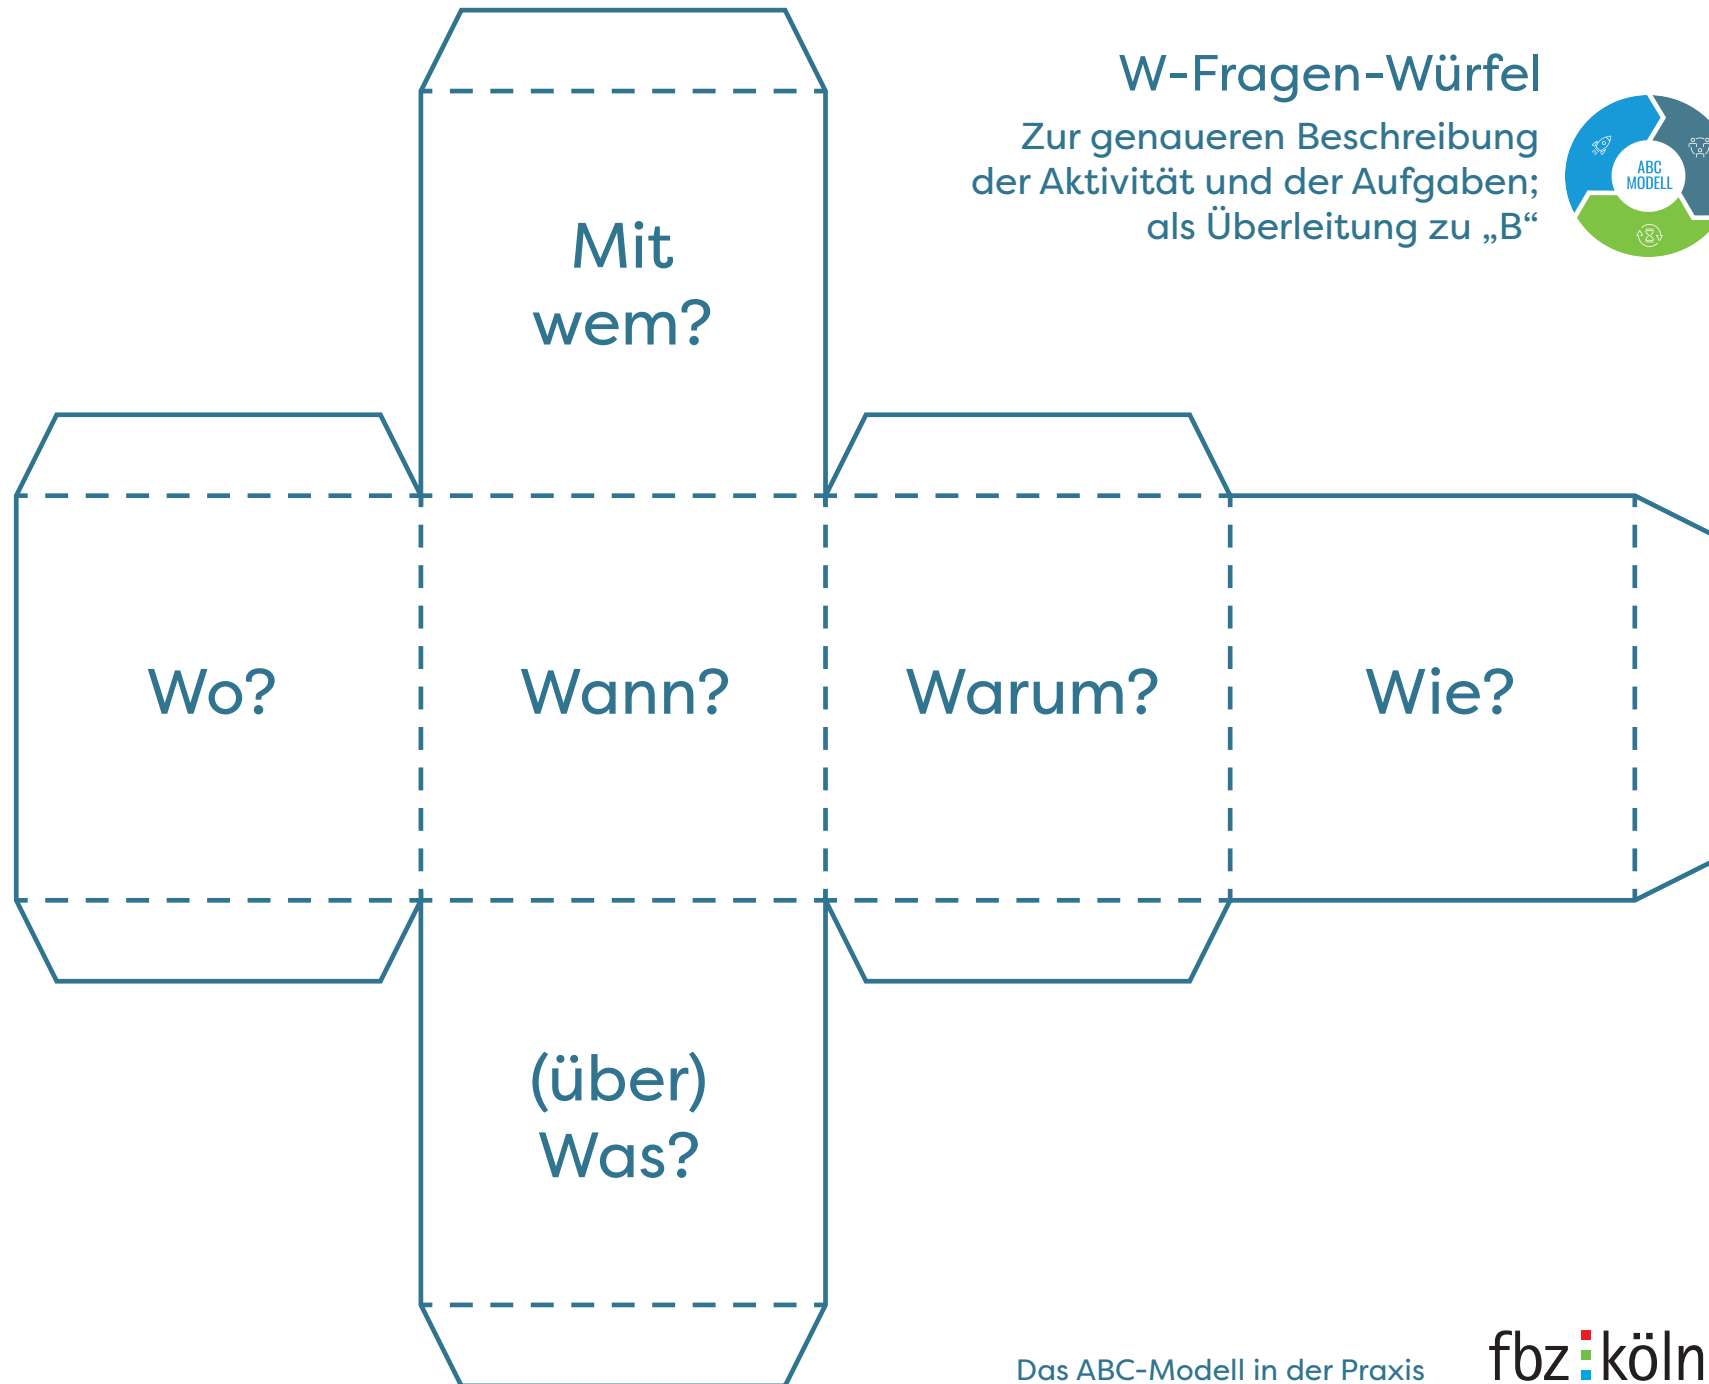 W-Fragen-Würfel
Zur genaueren Beschreibung
der Aktivität und der Aufgaben;
als Überleitung zu „B“
ABC
MODELL
Mit
wem?
Wo?
Wann?
Warum?
Wie?
(über)
Was?
Das ABC-Modell in der Praxis
fbz köln